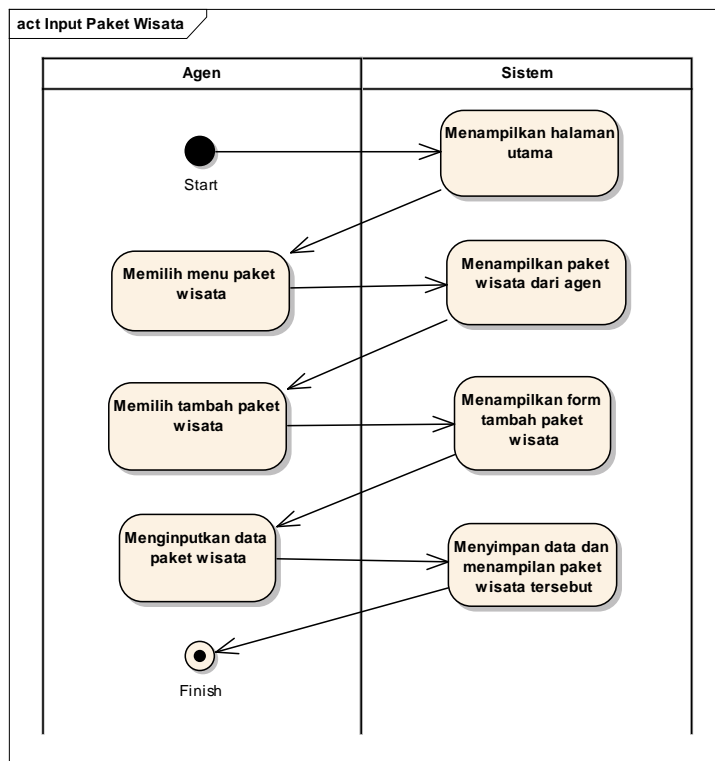 act Input Paket Wisata
Agen
Sistem
Start
Menampilkan halaman
utama
Memilih menu paket
wisata
Menampilkan paket
wisata dari agen
Memilih tambah paket
wisata
Menampilkan form
tambah paket
wisata
Menginputkan data
paket wisata
Menyimpan data dan
menampilan paket
wisata tersebut
Finish